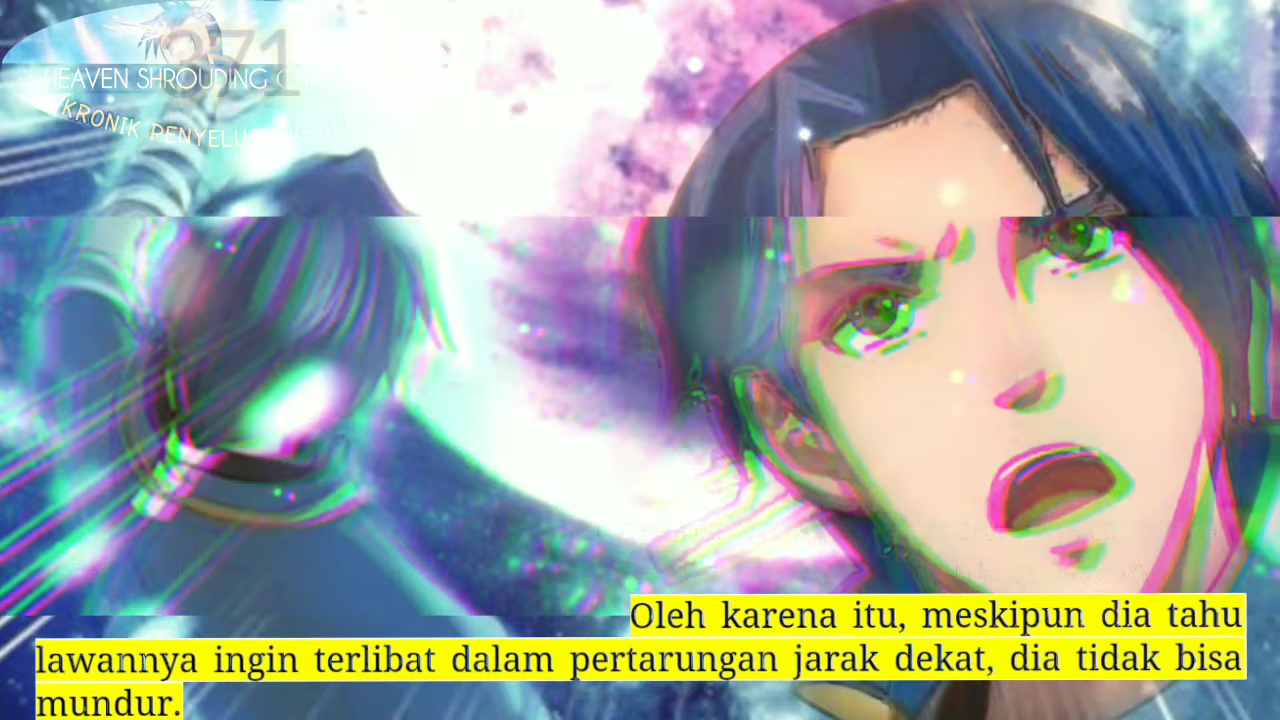 371
HEAVEN SHROUDING
KRONIK
Oleh karena itu, meskipun dia tahu
lawannya ingin terlibat dalam pertarungan jarak dekat, dia tidak bisa
mundur.